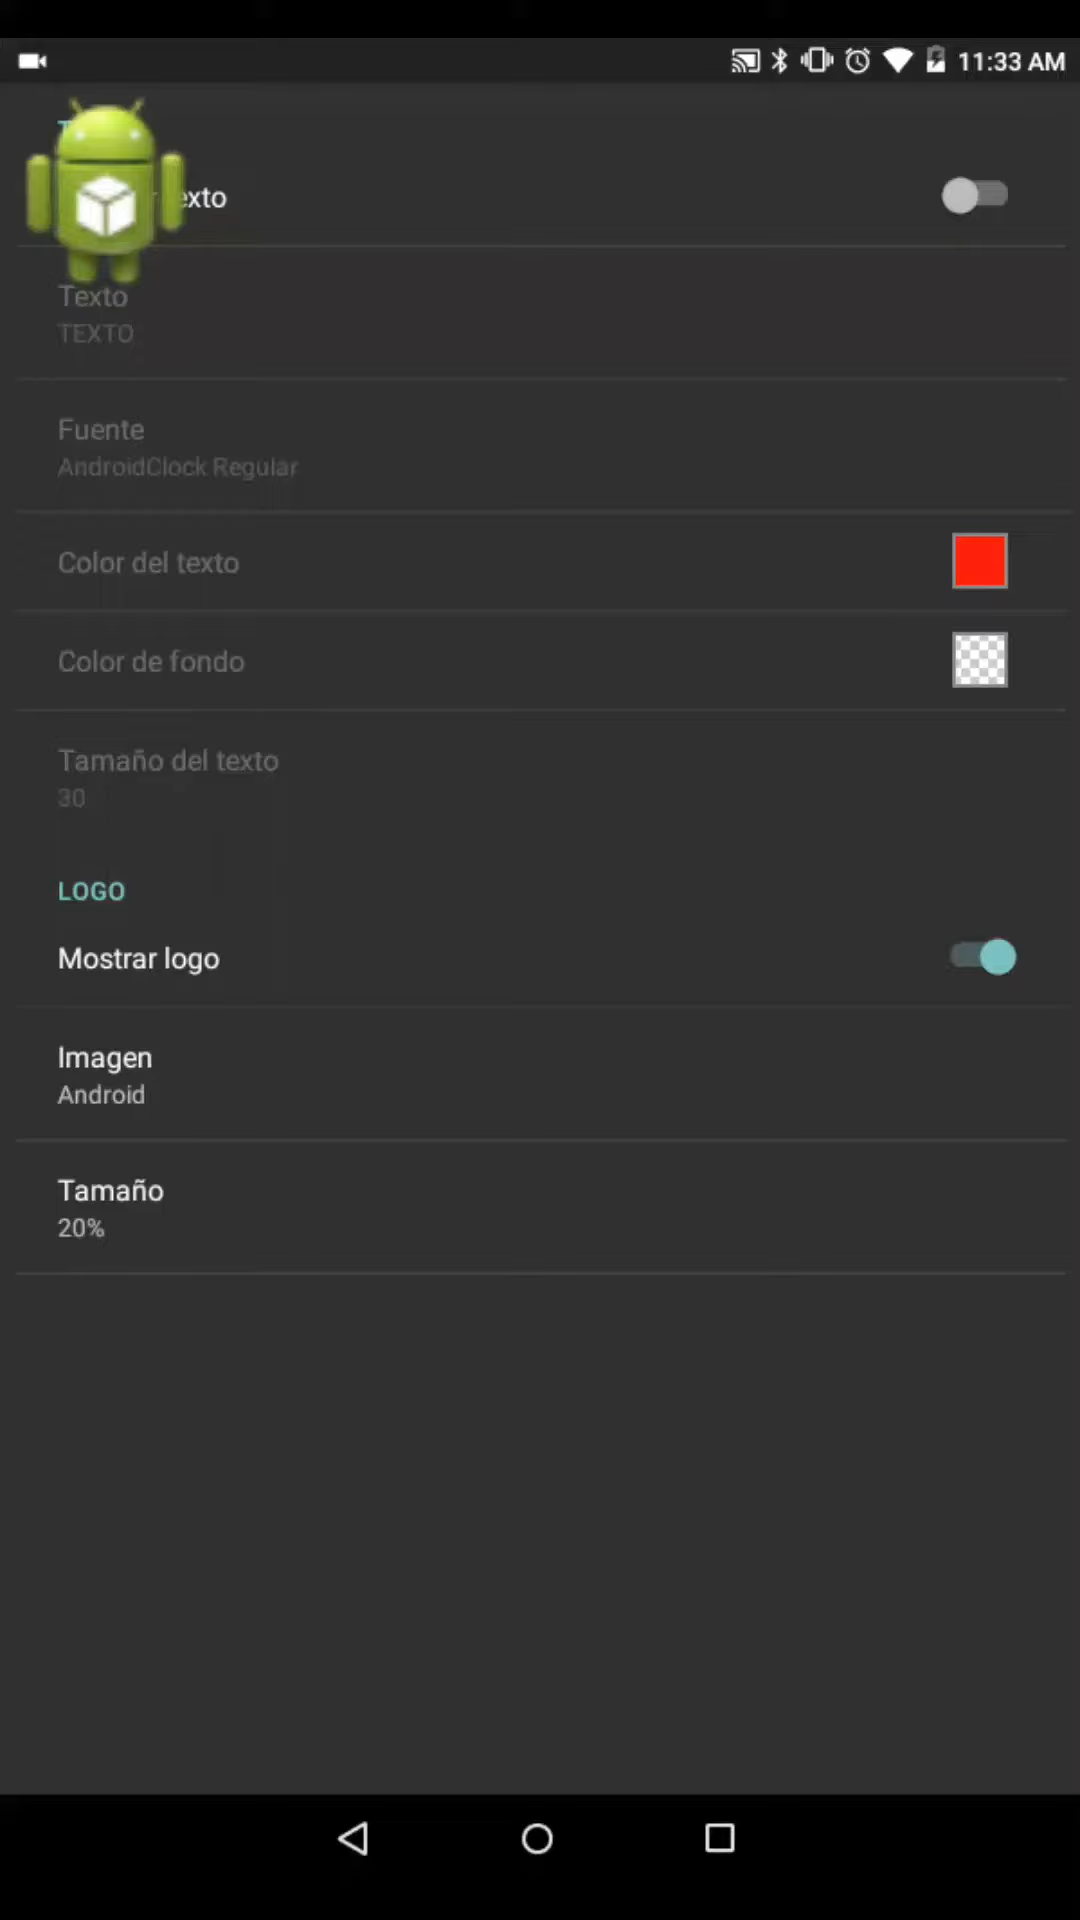 11:33 AM
exto
Texto
TEXTO
Fuente
AndroidClock Regular
Color del texto
Color de fondo
Tamaño del texto
30
LOGO
Mostrar logo
Imagen
Android
Tamaño
20%